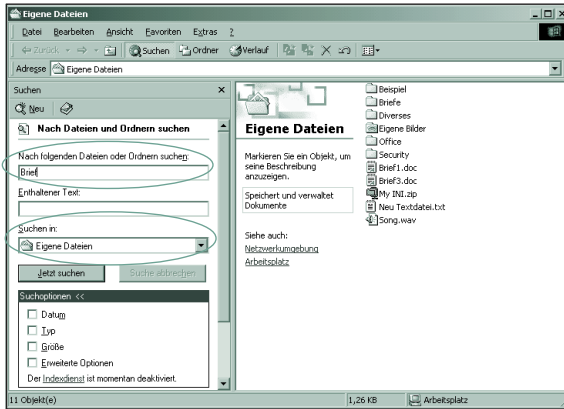 Eigene Dateien
Datei Bearbeiten Ansicht Favoriten Extras ?
Zurück Suchen Ordner Verlauf
Adresse Eigene Dateien
Suchen
Neu
Nach Dateien und Ordnern suchen
Nach folgenden Dateien oder Ordnern suchen:
Brief
Enthaltener Text:
Suchen in:
Eigene Dateien
Jetzt suchen Suche abbrechen
Suchoptionen <<
Datum
Typ
Größe
Erweiterte Optionen
Der Indexdienst ist momentan deaktiviert.
Eigene Dateien
Markieren Sie ein Objekt, um
seine Beschreibung
anzuzeigen.
Speichert und verwaltet
Dokumente
Siehe auch:
Netzwerkumgebung
Arbeitsplatz
Beispiel
Briefe
Diverses
Eigene Bilder
Office
Security
Brief1.doc
Brief3.doc
My INI.zip
Neu Textdatei.txt
Song.wav
11 Objekt(e) 1,26 KB Arbeitsplatz